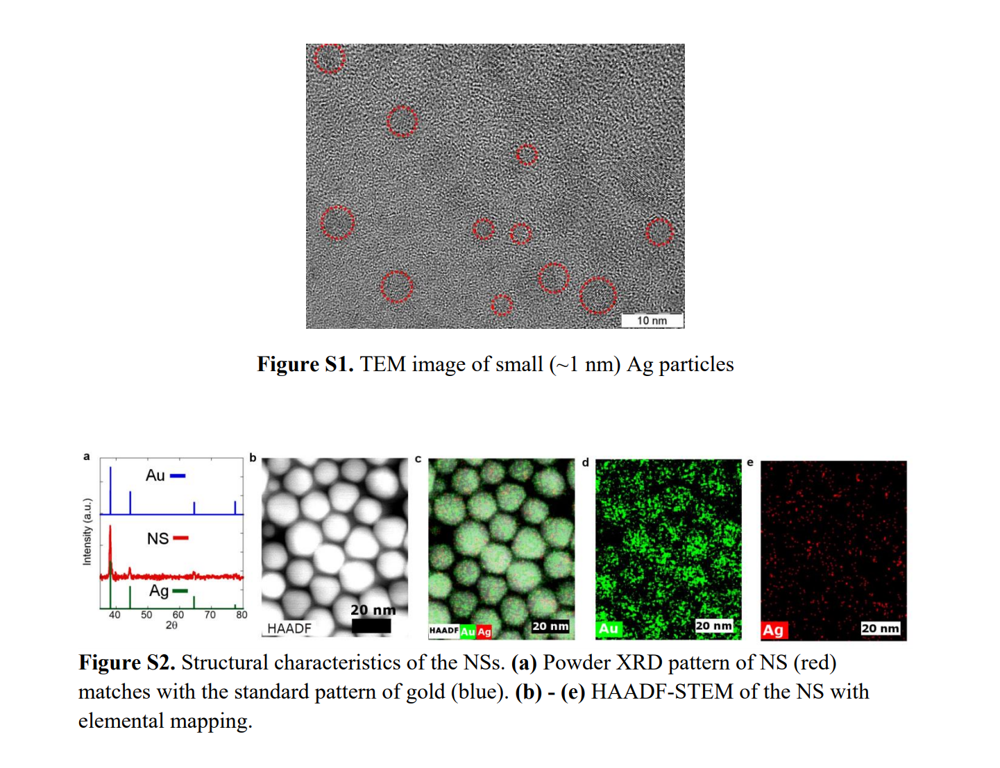 10 nm
Figure S1. TEM image of small (~1 nm) Ag particles
a
Intensity (a.u.)
Au
NS
Ag
40 50 60 70 80
2θ
b
20 nm
HAADF
c
HAADF Au Ag
20 nm
d
Au
20 nm
e
Ag
20 nm
Figure S2. Structural characteristics of the NSs. (a) Powder XRD pattern of NS (red)
matches with the standard pattern of gold (blue). (b) - (e) HAADF-STEM of the NS with
elemental mapping.